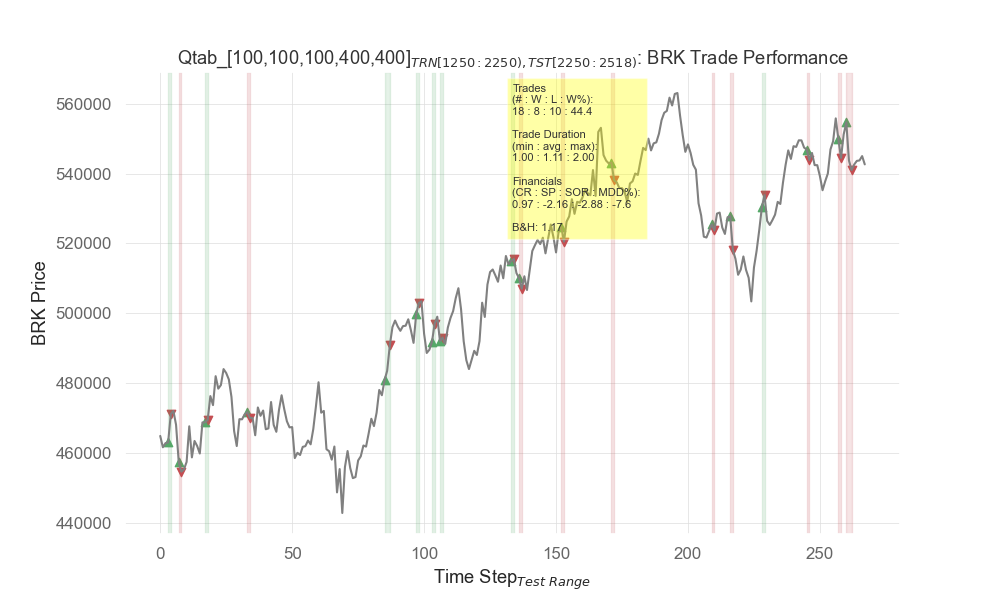 Qtab_[100,100,100,400,400]TRN[1250:2250),TST[2250:2518): BRK Trade Performance
Trades
(# : W : L : W%):
18 : 8 : 10 : 44.4
Trade Duration
(min : avg : max):
1.00 : 1.11 : 2.00
Financials
(CR : SP : SOR : MDD%):
0.97 : -2.16 : -2.88 : -7.6
B&H: 1.17
BRK Price
560000
540000
520000
500000
480000
460000
440000
0 50 100 150 200 250
Time Step Test Range